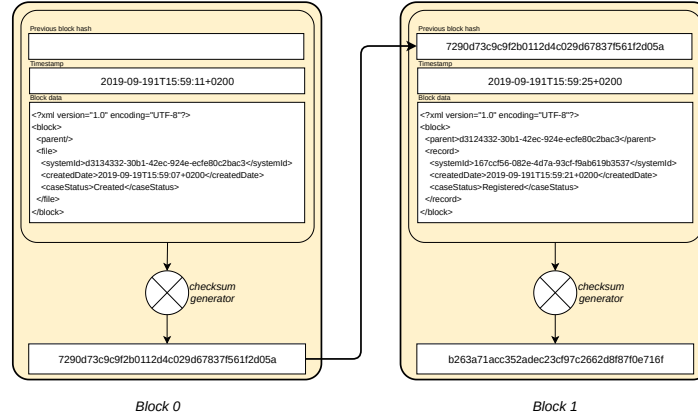 Previous block hash
Timestamp
2019-09-191T15:59:11+0200
Block data
<?xml version="1.0" encoding="UTF-8"?>
<block>
<parent/>
<file>
<systemId>d3134332-30b1-42ec-924e-ecfe80c2bac3</systemId>
<createdDate>2019-09-19T15:59:07+0200</createdDate>
<caseStatus>Created</caseStatus>
</file>
</block>
checksum
generator
7290d73c9c9f2b0112d4c029d67837f561f2d05a
Block 0
Previous block hash
7290d73c9c9f2b0112d4c029d67837f561f2d05a
Timestamp
2019-09-191T15:59:25+0200
Block data
<?xml version="1.0" encoding="UTF-8"?>
<block>
<parent>d3124332-30b1-42ec-924e-ecfe80c2bac3</parent>
<record>
<systemId>167ccf56-082e-4d7a-93cf-f9ab619b3537</systemId>
<createdDate>2019-09-191T15:59:21+0200</createdDate>
<caseStatus>Registered</caseStatus>
</record>
</block>
checksum
generator
b263a71acc352adec23cf97c2662d8f87f0e716f
Block 1